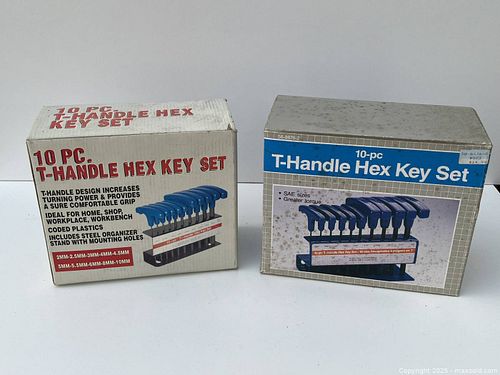 10 PC.
T-HANDLE HEX
KEY SET
10 PC.
T-HANDLE HEX KEY SET
T-HANDLE DESIGN INCREASES
TURNING POWER & PROVIDES
A SURE COMFORTABLE GRIP
IDEAL FOR HOME, SHOP,
WORKPLACE, WORKBENCH
CODED PLASTICS
INCLUDES STEEL ORGANIZER
STAND WITH MOUNTING HOLES
2MM-2.5MM-3MM-4MM-4.5MM
5MM-5.5MM-6MM-8MM-10MM
10-pc
T-Handle Hex Key Set
• SAE sizes
• Greater torque
Copyright 2025 - maxsold.com